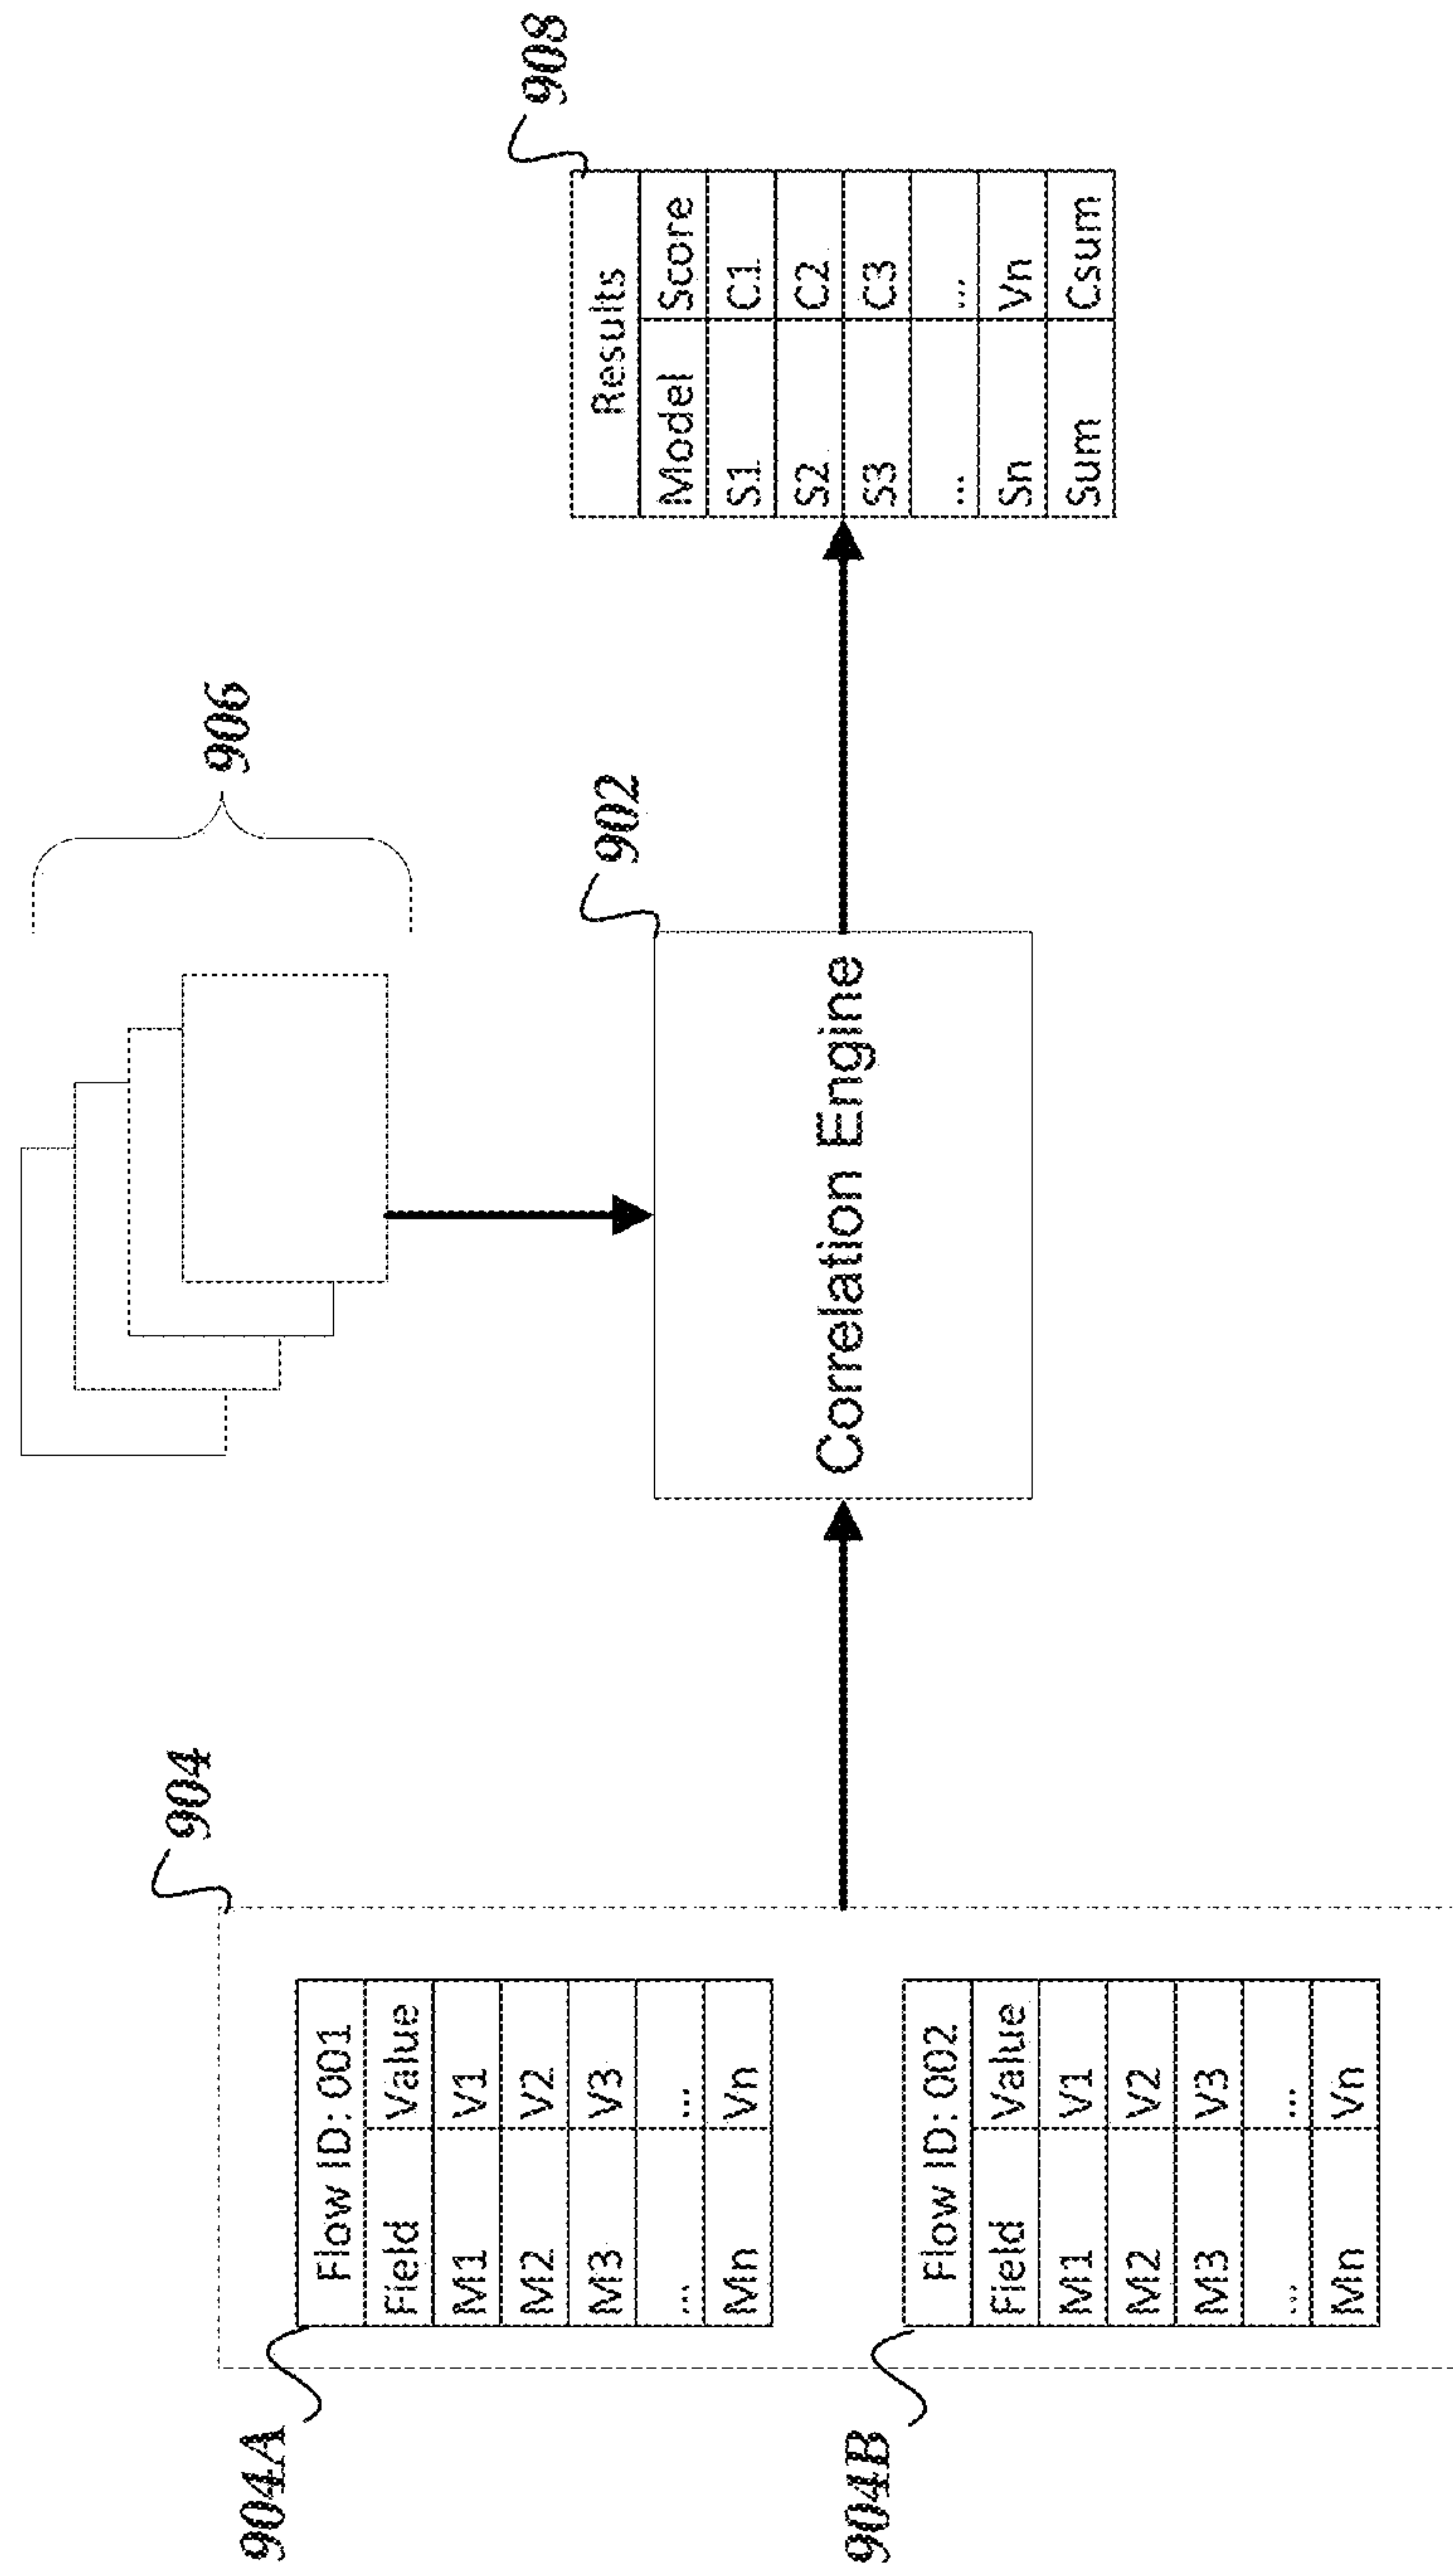 906
904
902
908
904A
Flow ID: 001
Field Value
M1 V1
M2 V2
M3 V3
... ...
Mn Vn
904B
Flow ID: 002
Field Value
M1 V1
M2 V2
M3 V3
... ...
Mn Vn
Correlation Engine
Results
Model Score
S1 C1
S2 C2
S3 C3
... ...
Sn Vn
Sum Csum